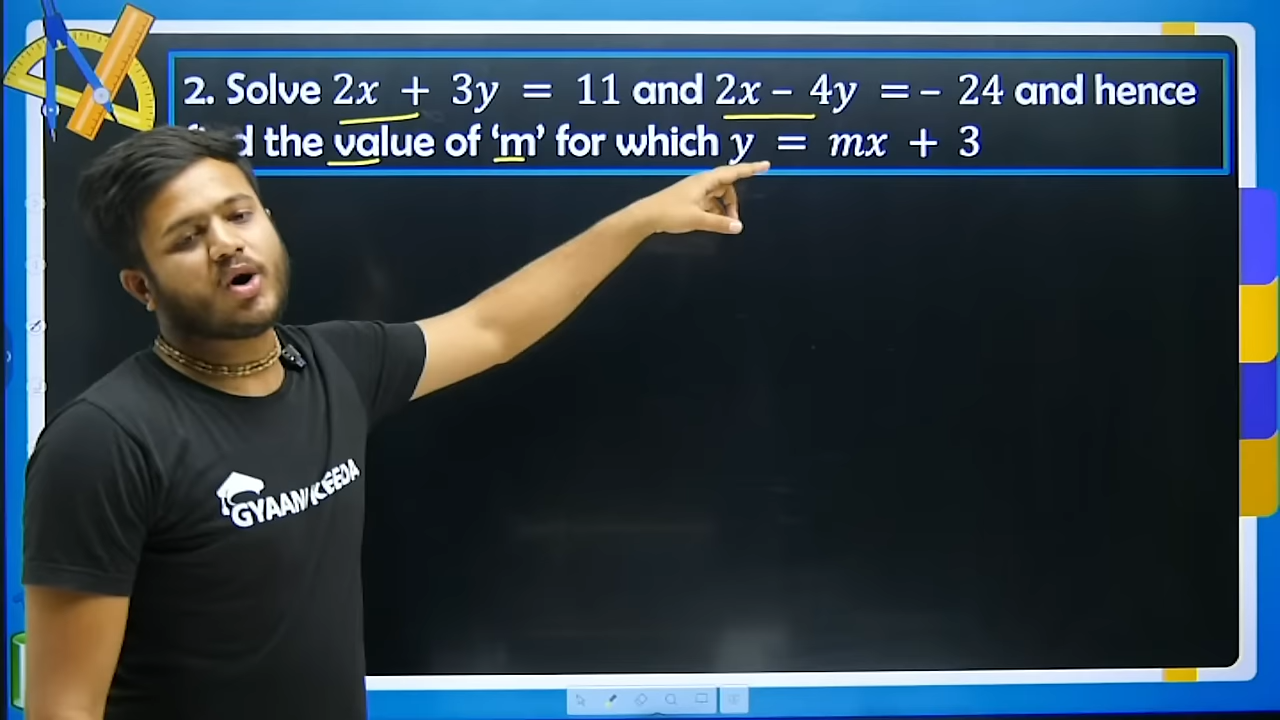 2. Solve 2x + 3y = 11 and 2x – 4y = – 24 and hence
the value of ‘m’ for which y = mx + 3
GYAAN KEEDA